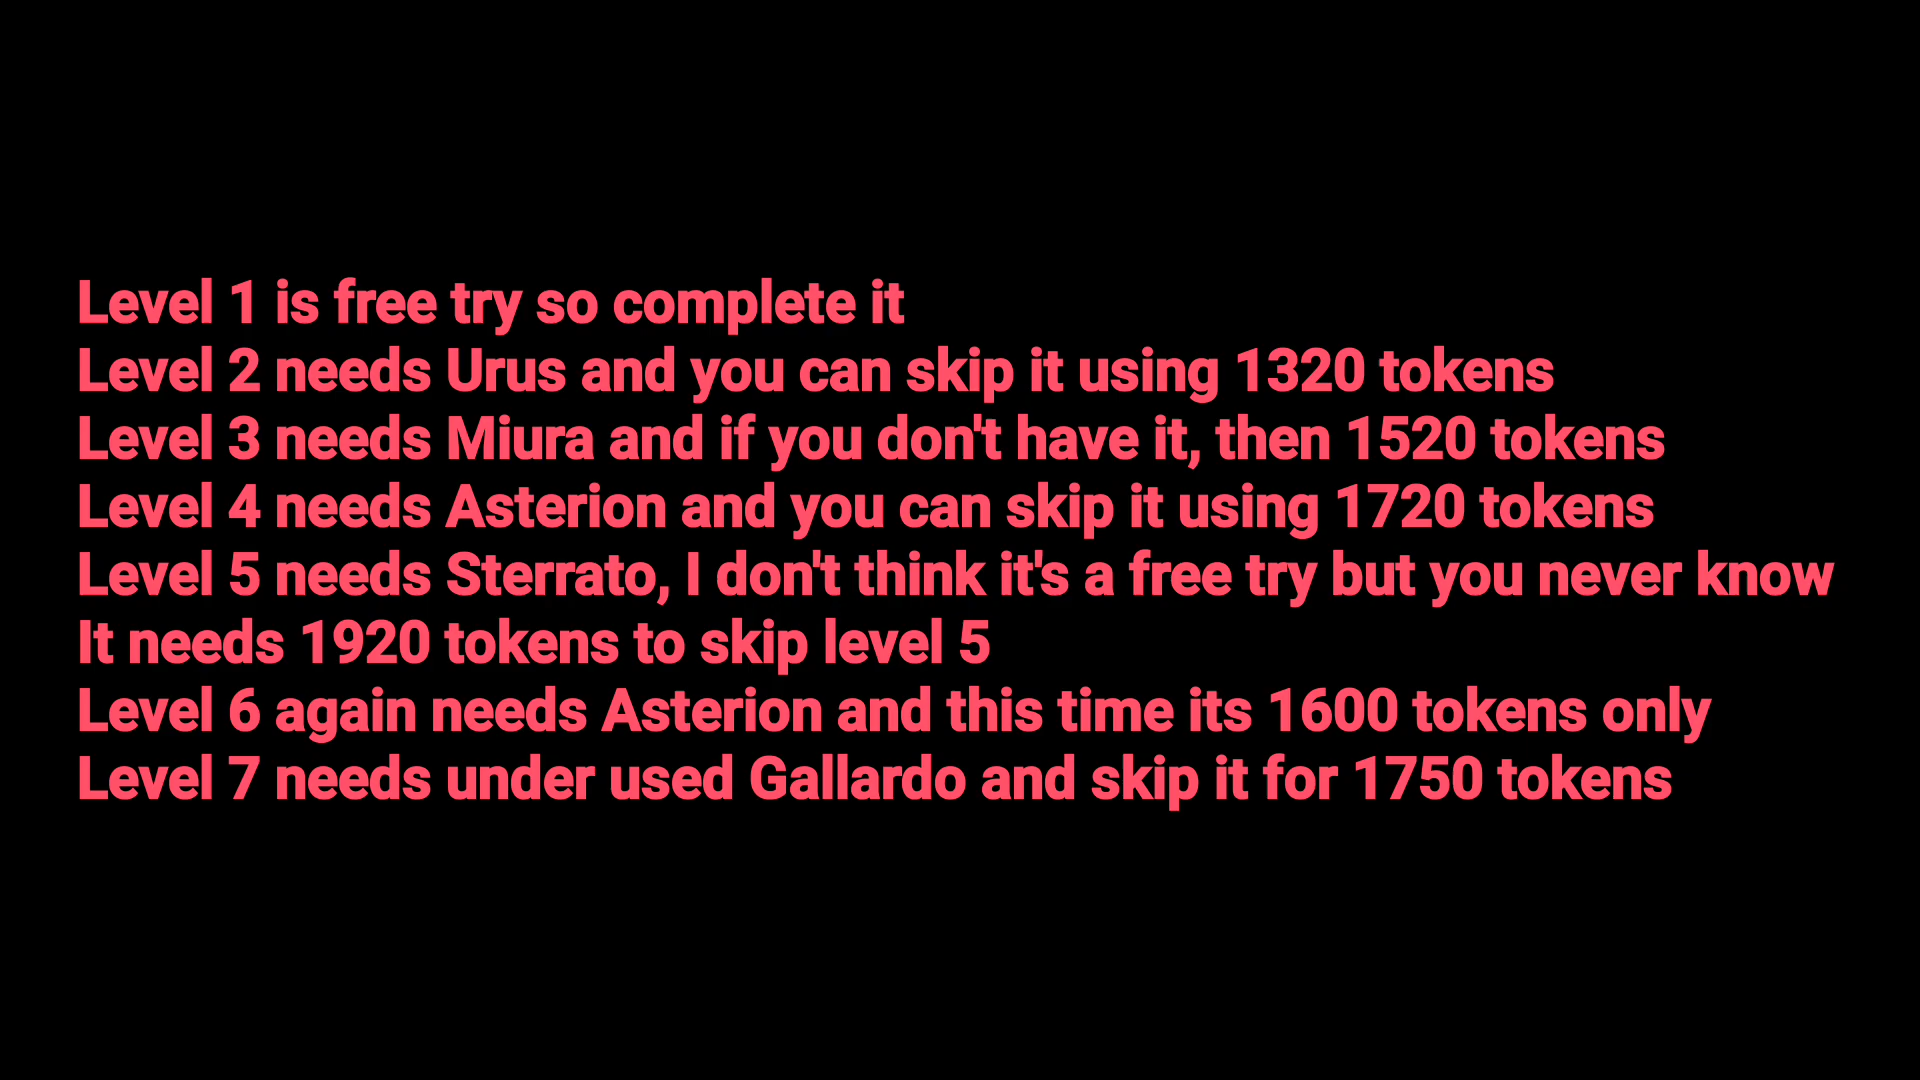 Level 1 is free try so complete it
Level 2 needs Urus and you can skip it using 1320 tokens
Level 3 needs Miura and if you don't have it, then 1520 tokens
Level 4 needs Asterion and you can skip it using 1720 tokens
Level 5 needs Sterrato, I don't think it's a free try but you never know
It needs 1920 tokens to skip level 5
Level 6 again needs Asterion and this time its 1600 tokens only
Level 7 needs under used Gallardo and skip it for 1750 tokens